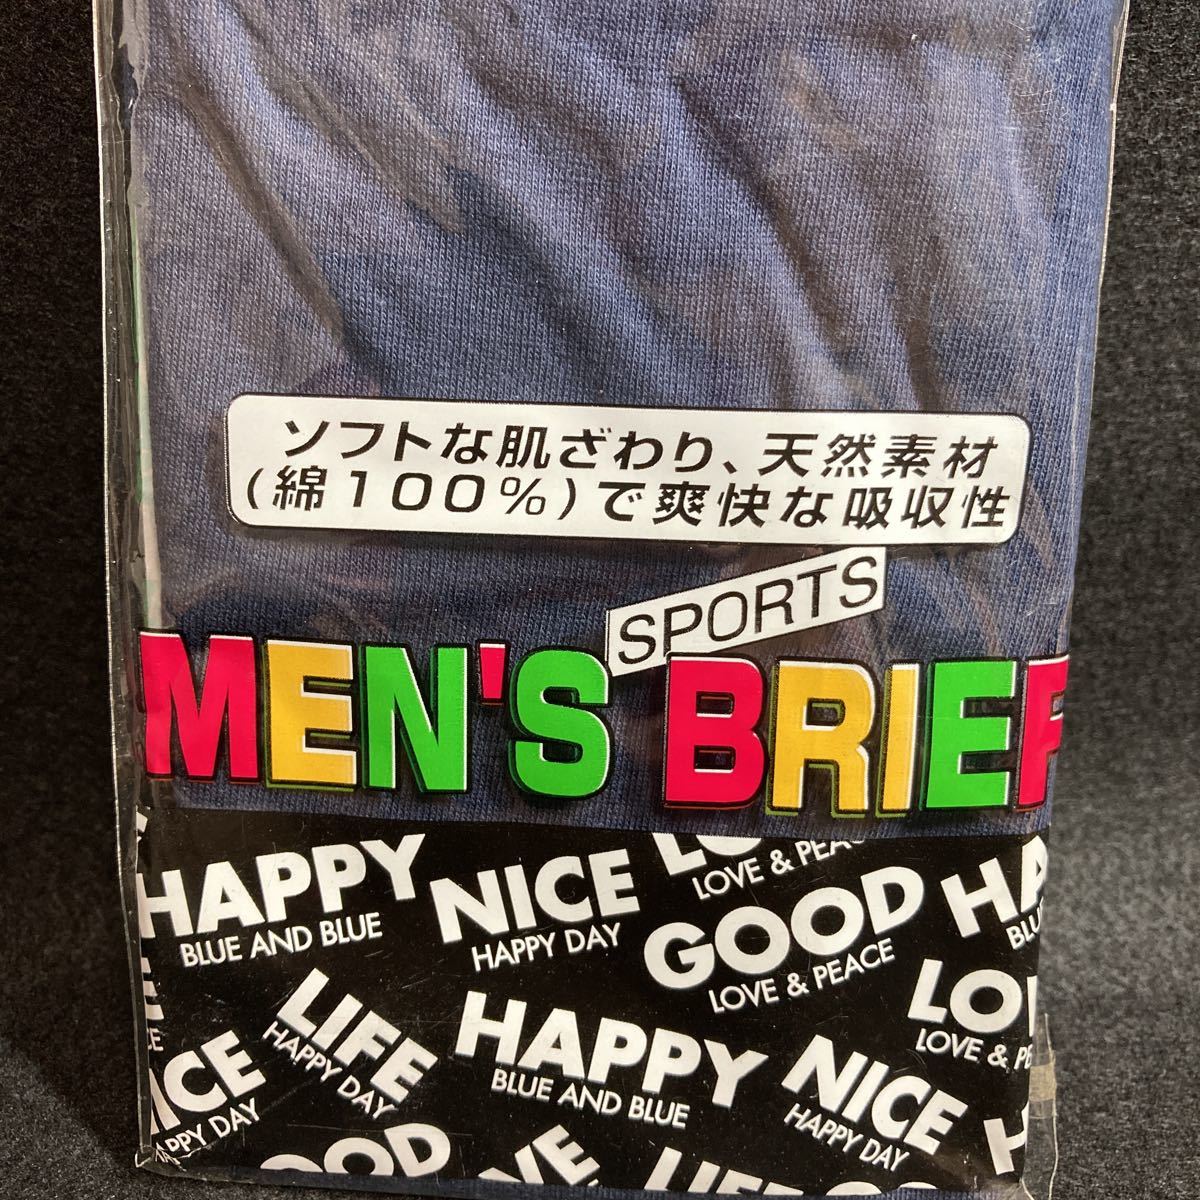 ソフトな肌ざわり、天然素材
(綿100%)で爽快な吸収性
SPORTS
MEN'S BRIEF
HAPPY
BLUE AND BLUE
NICE
HAPPY DAY
LOVE & PEACE
GOOD
LOVE & PEACE
LIFE
HAPPY DAY
HAPPY
BLUE AND BLUE
NICE
HAPPY DAY
LOVE &